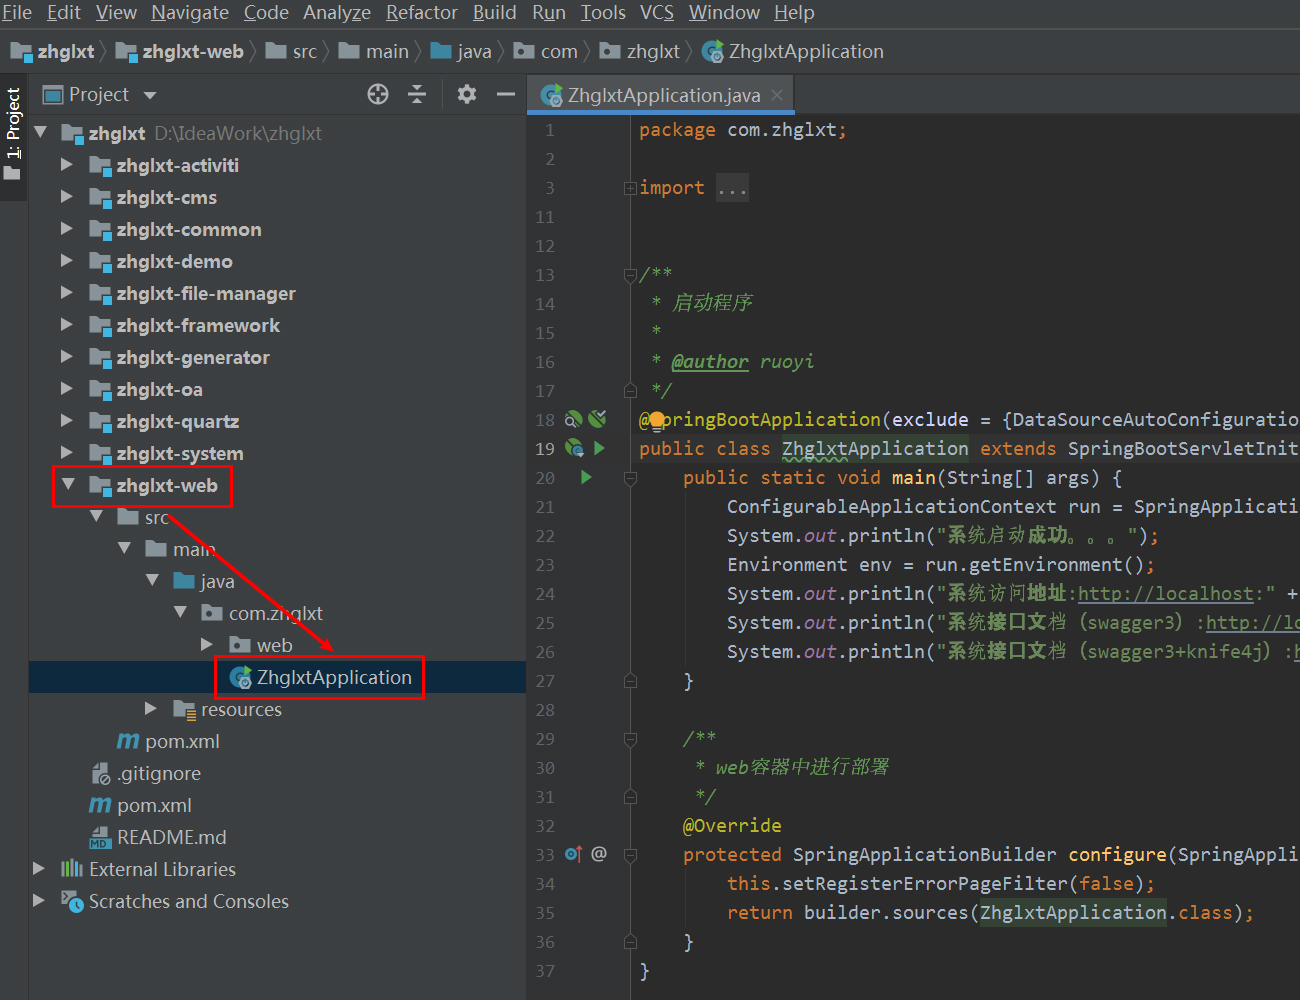 File Edit View Navigate Code Analyze Refactor Build Run Tools VCS Window Help
zhglxt zhglxt-web src main java com zhglxt ZhglxtApplication
1: Project
Project
zhglxt D:\IdeaWork\zhglxt
zhglxt-activiti
zhglxt-cms
zhglxt-common
zhglxt-demo
zhglxt-file-manager
zhglxt-framework
zhglxt-generator
zhglxt-oa
zhglxt-quartz
zhglxt-system
zhglxt-web
src
main
java
com.zhglxt
web
ZhglxtApplication
resources
pom.xml
.gitignore
pom.xml
README.md
External Libraries
Scratches and Consoles
ZhglxtApplication.java
1 package com.zhglxt;
2
3 import ...
11
12
13 /**
14 * 启动程序
15 *
16 * @author ruoyi
17 */
18 @SpringBootApplication(exclude = {DataSourceAutoConfiguratio
19 public class ZhglxtApplication extends SpringBootServletInit
20 public static void main(String[] args) {
21 ConfigurableApplicationContext run = SpringApplicati
22 System.out.println("系统启动成功。。。");
23 Environment env = run.getEnvironment();
24 System.out.println("系统访问地址:http://localhost:" +
25 System.out.println("系统接口文档（swagger3）:http://lo
26 System.out.println("系统接口文档（swagger3+knife4j）:h
27 }
28
29 /**
30 * web容器中进行部署
31 */
32 @Override
33 @ protected SpringApplicationBuilder configure(SpringAppli
34 this.setRegisterErrorPageFilter(false);
35 return builder.sources(ZhglxtApplication.class);
36 }
37 }